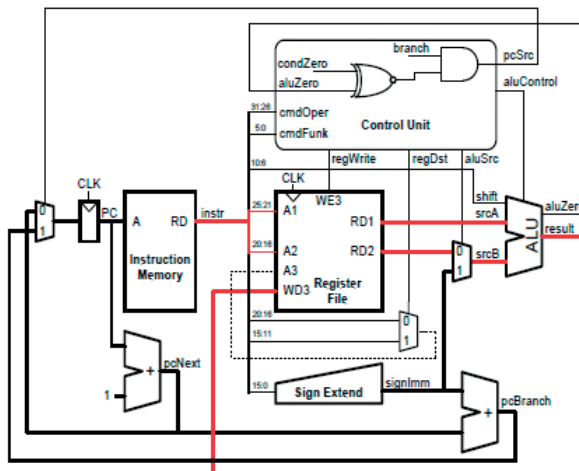 branch
pcSrc
condZero
aluZero
aluControl
31:26
cmdOper
5:0
cmdFunk
Control Unit
10:6
regWrite
regDst
aluSrc
CLK
CLK
shift
0
1
PC
A
RD
instr
25:21
A1
WE3
RD1
srcA
aluZero
result
ALU
Instruction
Memory
20:16
A2
RD2
0
1
srcB
A3
Register
File
WD3
20:16
15:11
0
1
pcNext
+
1
15:0
Sign Extend
signImm
+
pcBranch